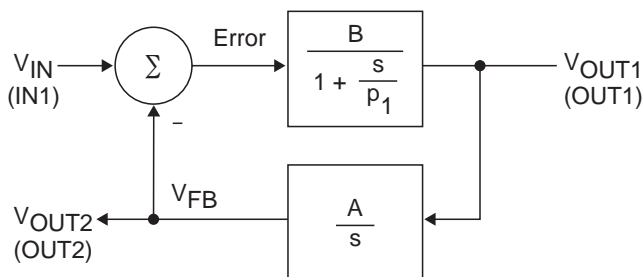 Error
V_IN
(IN1)
Σ
B
1 + s
p_1
V_OUT1
(OUT1)
−
V_FB
V_OUT2
(OUT2)
A
s